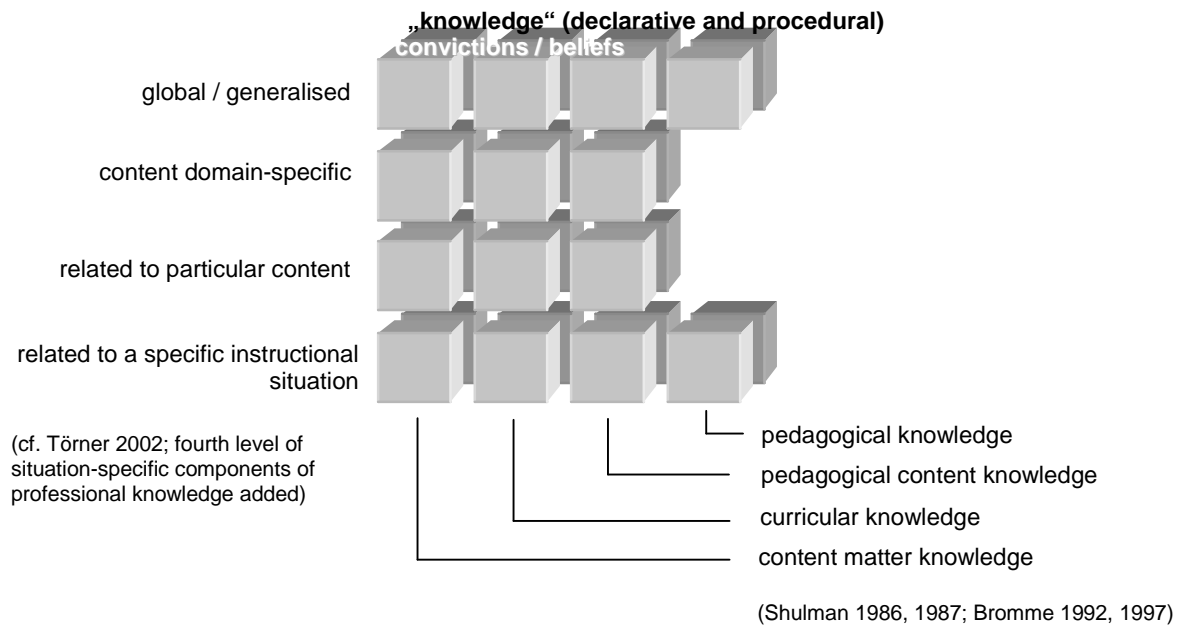 „knowledge“ (declarative and procedural)
convictions / beliefs
global / generalised
content domain-specific
related to particular content
related to a specific instructional
situation
(cf. Törner 2002; fourth level of
situation-specific components of
professional knowledge added)
pedagogical knowledge
pedagogical content knowledge
curricular knowledge
content matter knowledge
(Shulman 1986, 1987; Bromme 1992, 1997)